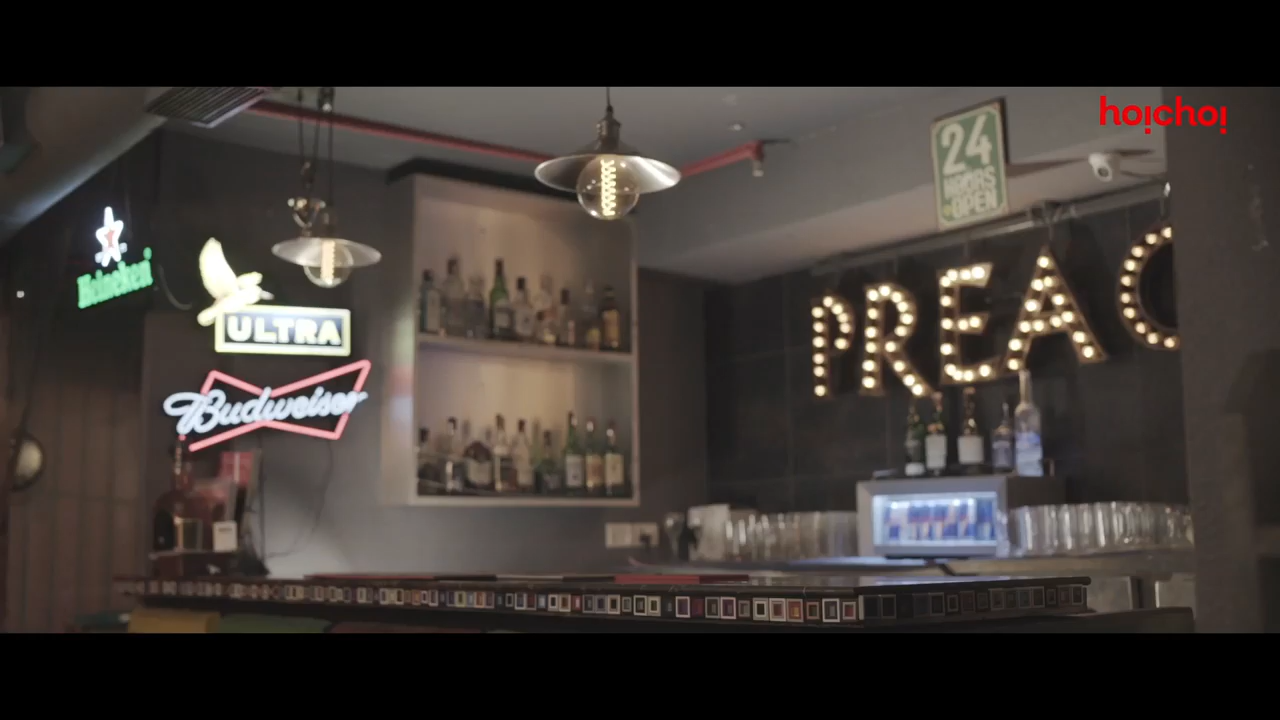 hoichoi
24
HOURS
OPEN
Heineken
ULTRA
Budweiser
PREAC